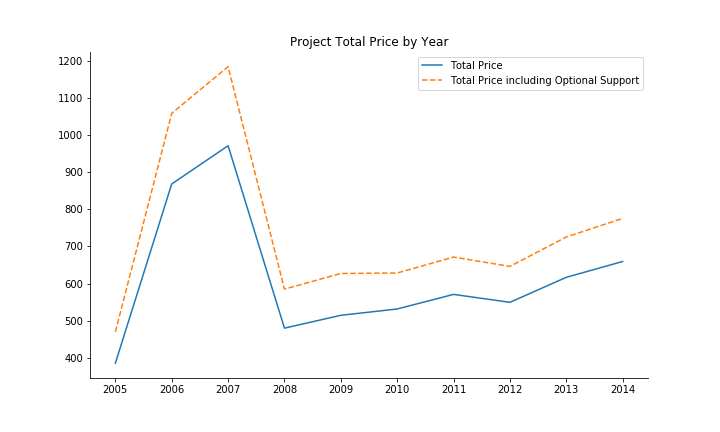 Project Total Price by Year
Total Price
Total Price including Optional Support
1200
1100
1000
900
800
700
600
500
400
2005 2006 2007 2008 2009 2010 2011 2012 2013 2014